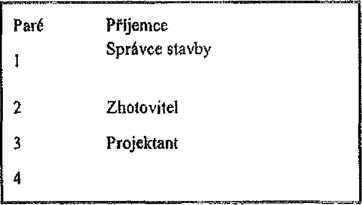 Paré Příjemce
1 Správce stavby
2 Zhotovitel
3 Projektant
4